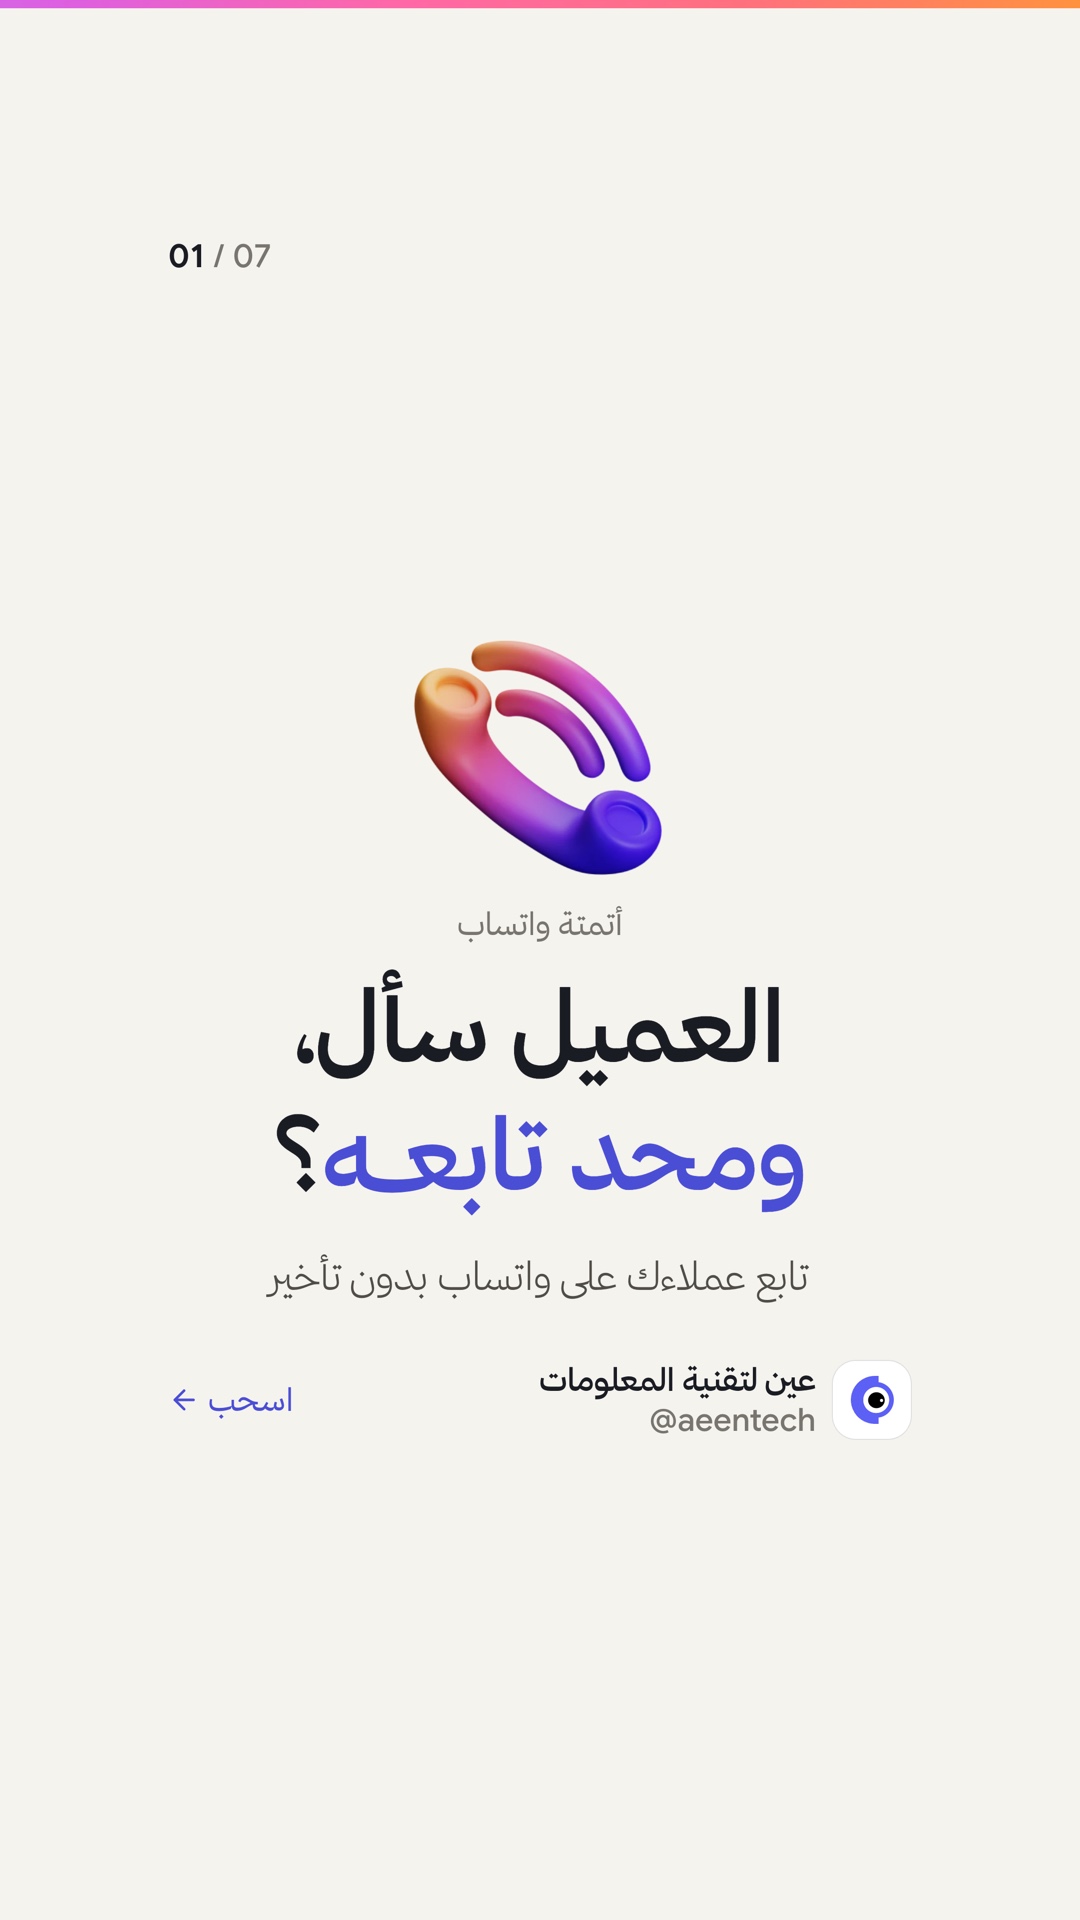 01 / 07
أتمتة واتساب
العميل سأل،
ومحد تابعه؟
تابع عملاءك على واتساب بدون تأخير
عين لتقنية المعلومات
@aeentech
اسحب ←